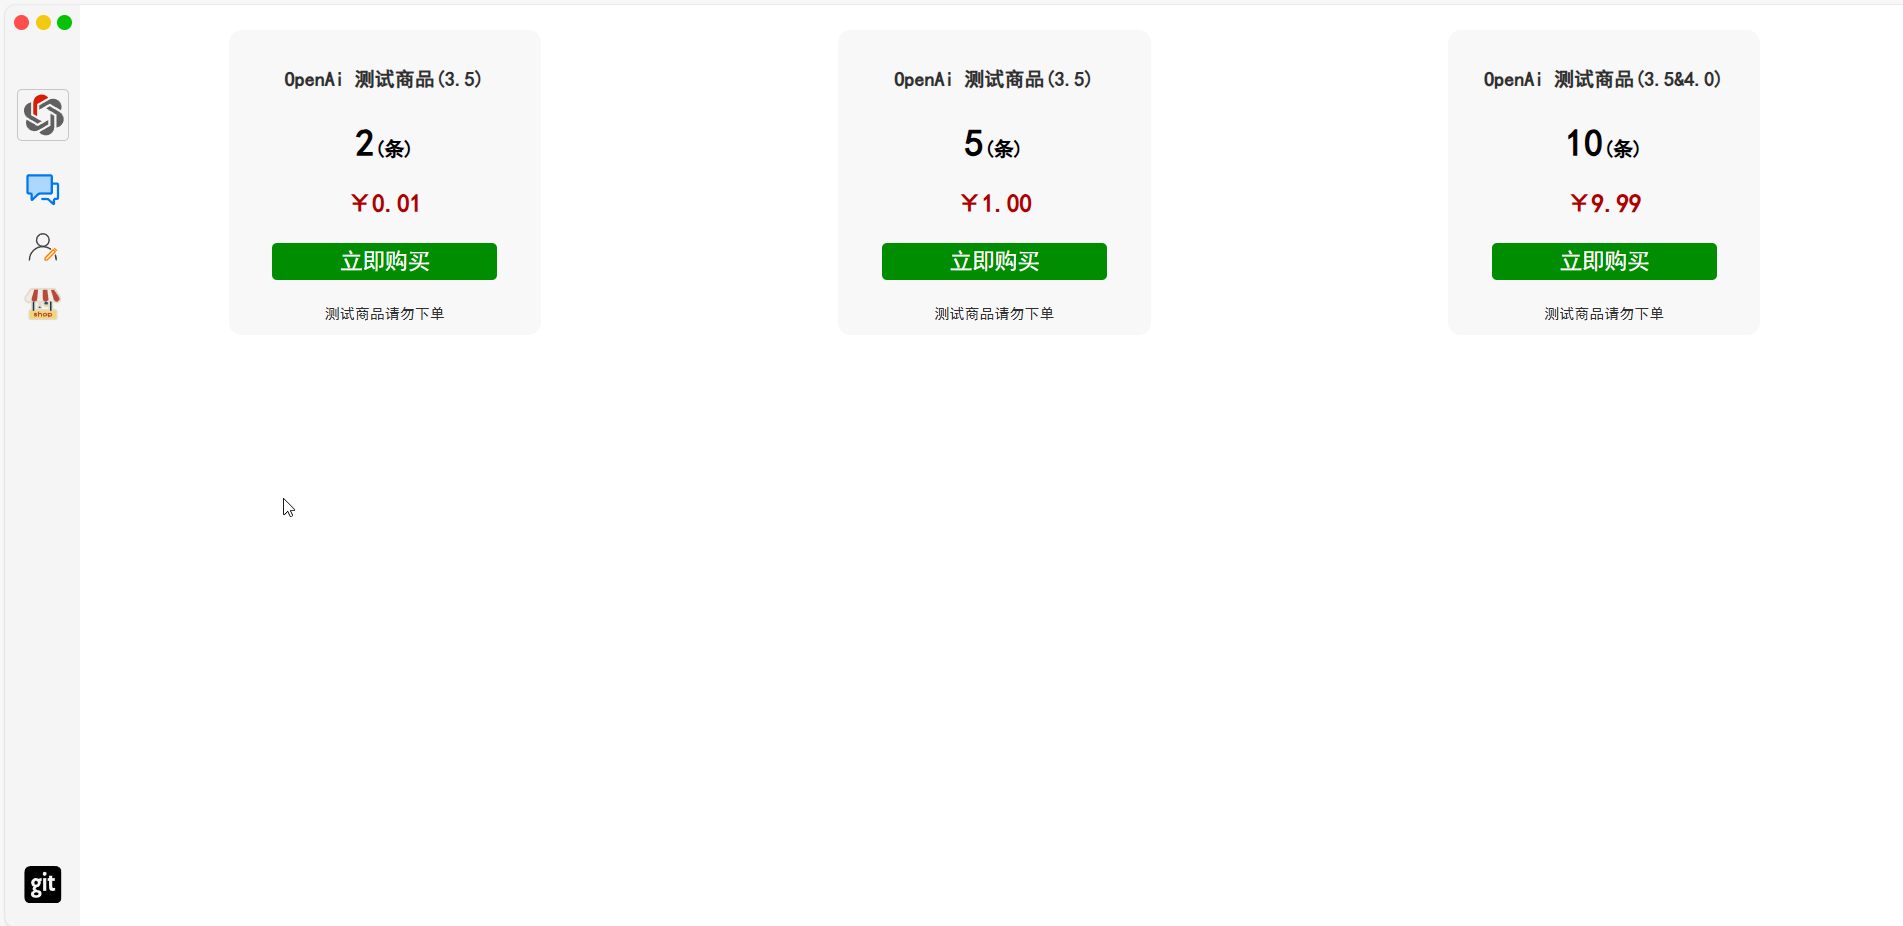 OpenAi 测试商品(3.5)
2(条)
￥0.01
立即购买
测试商品请勿下单
OpenAi 测试商品(3.5)
5(条)
￥1.00
立即购买
测试商品请勿下单
OpenAi 测试商品(3.5&4.0)
10(条)
￥9.99
立即购买
测试商品请勿下单
shop
git